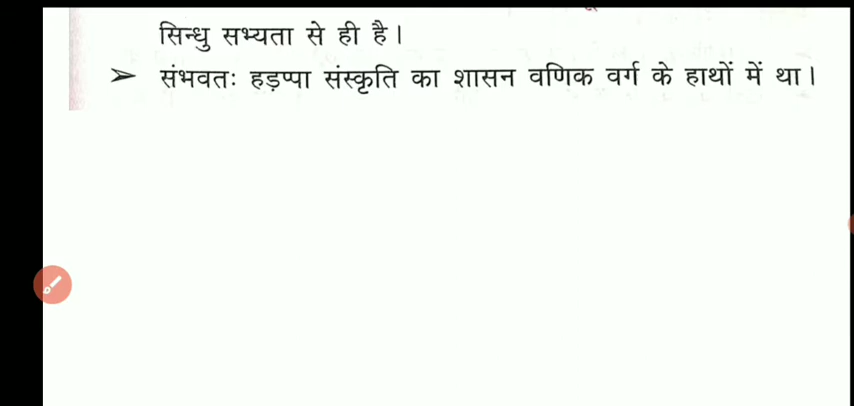 सिन्धु सभ्यता से ही है।
➢ संभवतः हड़प्पा संस्कृति का शासन वणिक वर्ग के हाथों में था।